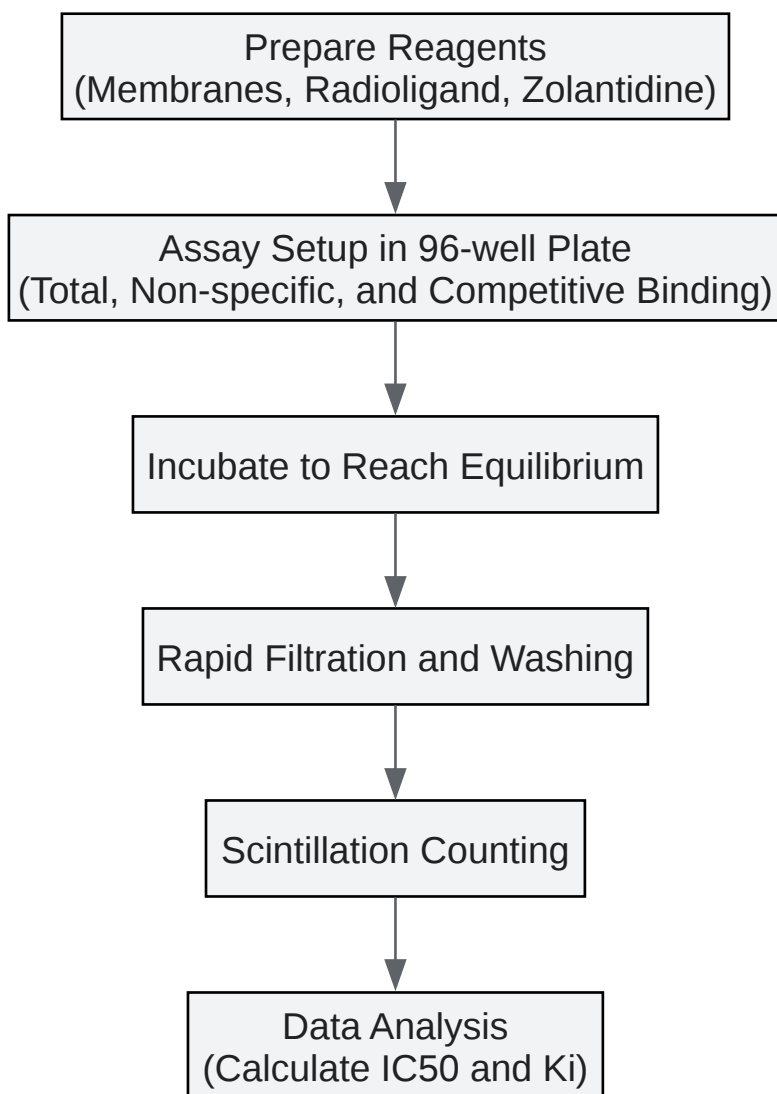 Prepare Reagents
(Membranes, Radioligand, Zolantidine)
Assay Setup in 96-well Plate
(Total, Non-specific, and Competitive Binding)
Incubate to Reach Equilibrium
Rapid Filtration and Washing
Scintillation Counting
Data Analysis
(Calculate IC50 and Ki)